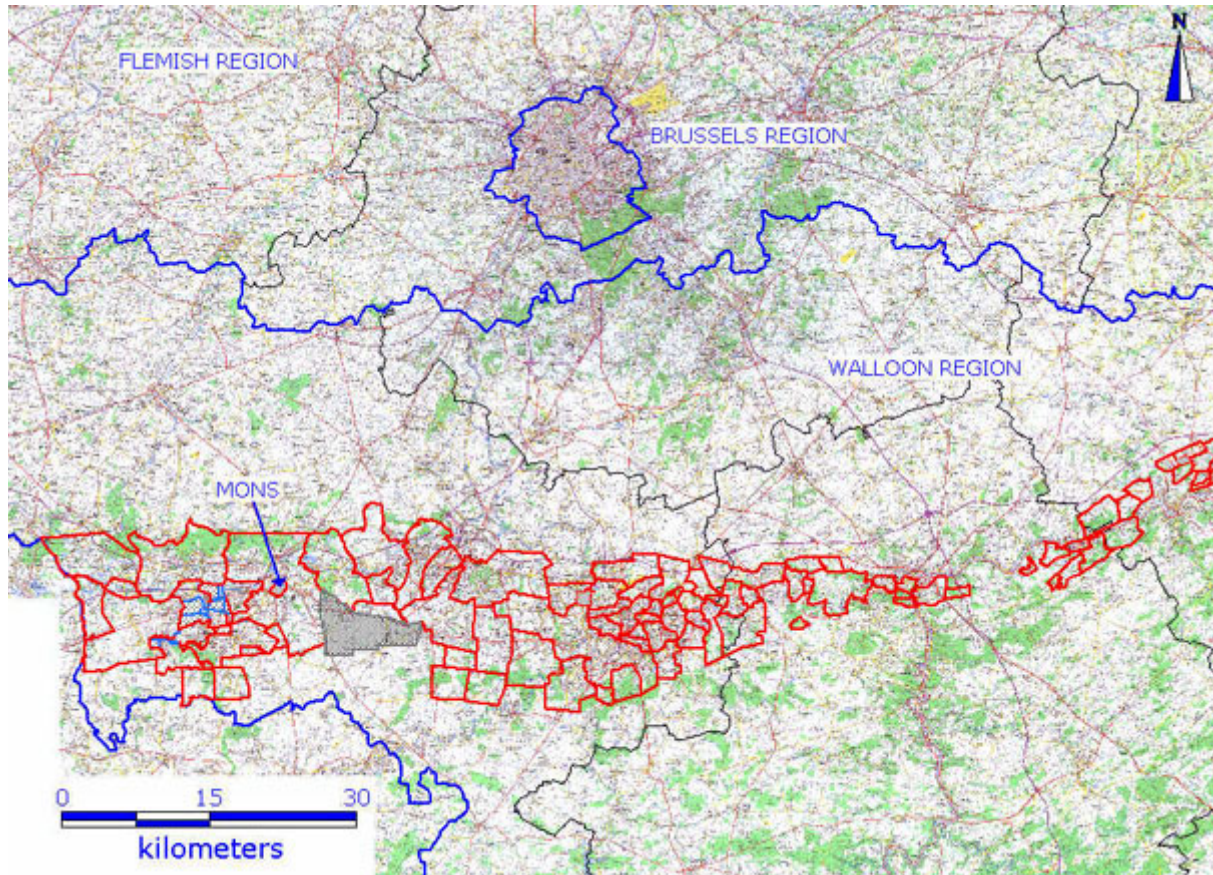 N
FLEMISH REGION
BRUSSELS REGION
WALLOON REGION
MONS
0 15 30
kilometers